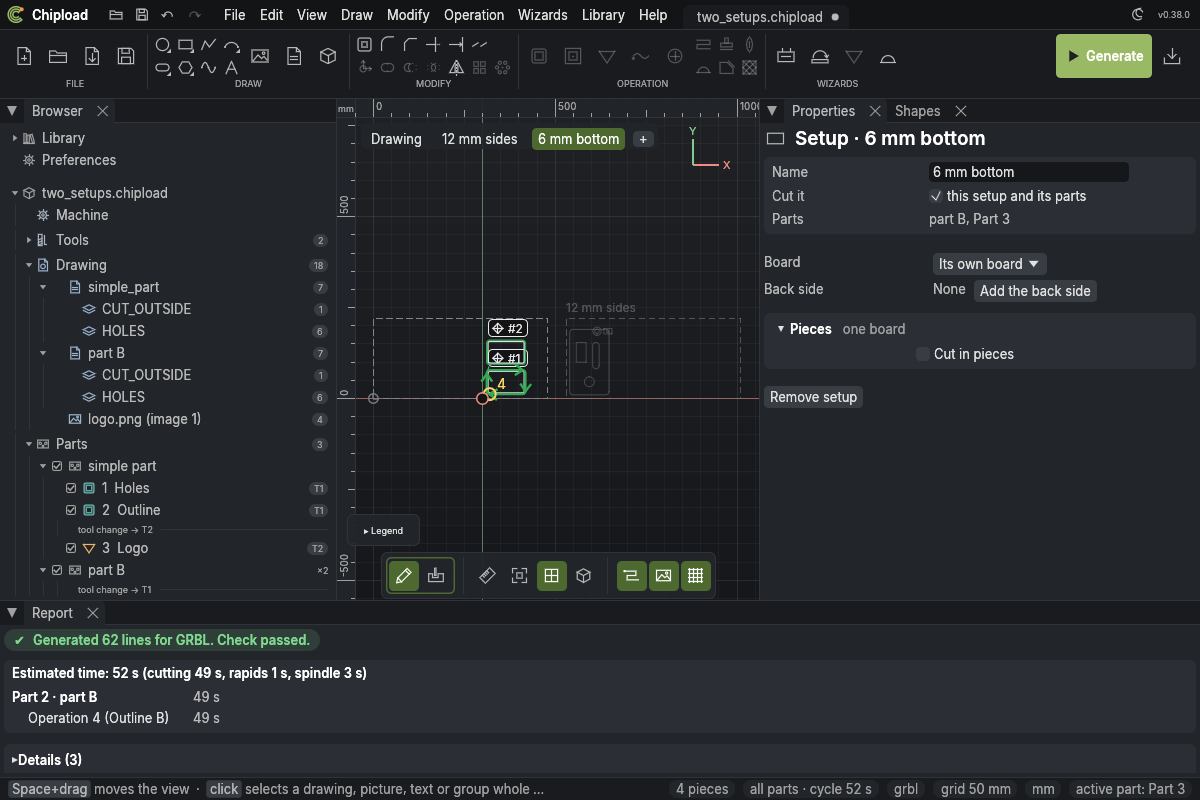 Chipload
File Edit View Draw Modify Operation Wizards Library Help
two_setups.chipload
v0.38.0
FILE
DRAW
MODIFY
OPERATION
WIZARDS
Generate
Browser
Library
Preferences
two_setups.chipload
Machine
Tools 2
Drawing 18
simple_part 7
CUT_OUTSIDE 1
HOLES 6
part B 7
CUT_OUTSIDE 1
HOLES 6
logo.png (image 1) 4
Parts 3
simple part
1 Holes T1
2 Outline T1
tool change → T2
3 Logo T2
part B ×2
tool change → T1
mm 0 500 1000
Drawing 12 mm sides 6 mm bottom +
Y
X
500
0
-500
12 mm sides
#2
#1
4
▸ Legend
Properties
Shapes
Setup · 6 mm bottom
Name 6 mm bottom
Cut it this setup and its parts
Parts part B, Part 3
Board Its own board
Back side None Add the back side
Pieces one board
Cut in pieces
Remove setup
Report
✔ Generated 62 lines for GRBL. Check passed.
Estimated time: 52 s (cutting 49 s, rapids 1 s, spindle 3 s)
Part 2 · part B 49 s
Operation 4 (Outline B) 49 s
▸Details (3)
Space+drag moves the view · click selects a drawing, picture, text or group whole ...
4 pieces all parts · cycle 52 s grbl grid 50 mm mm active part: Part 3